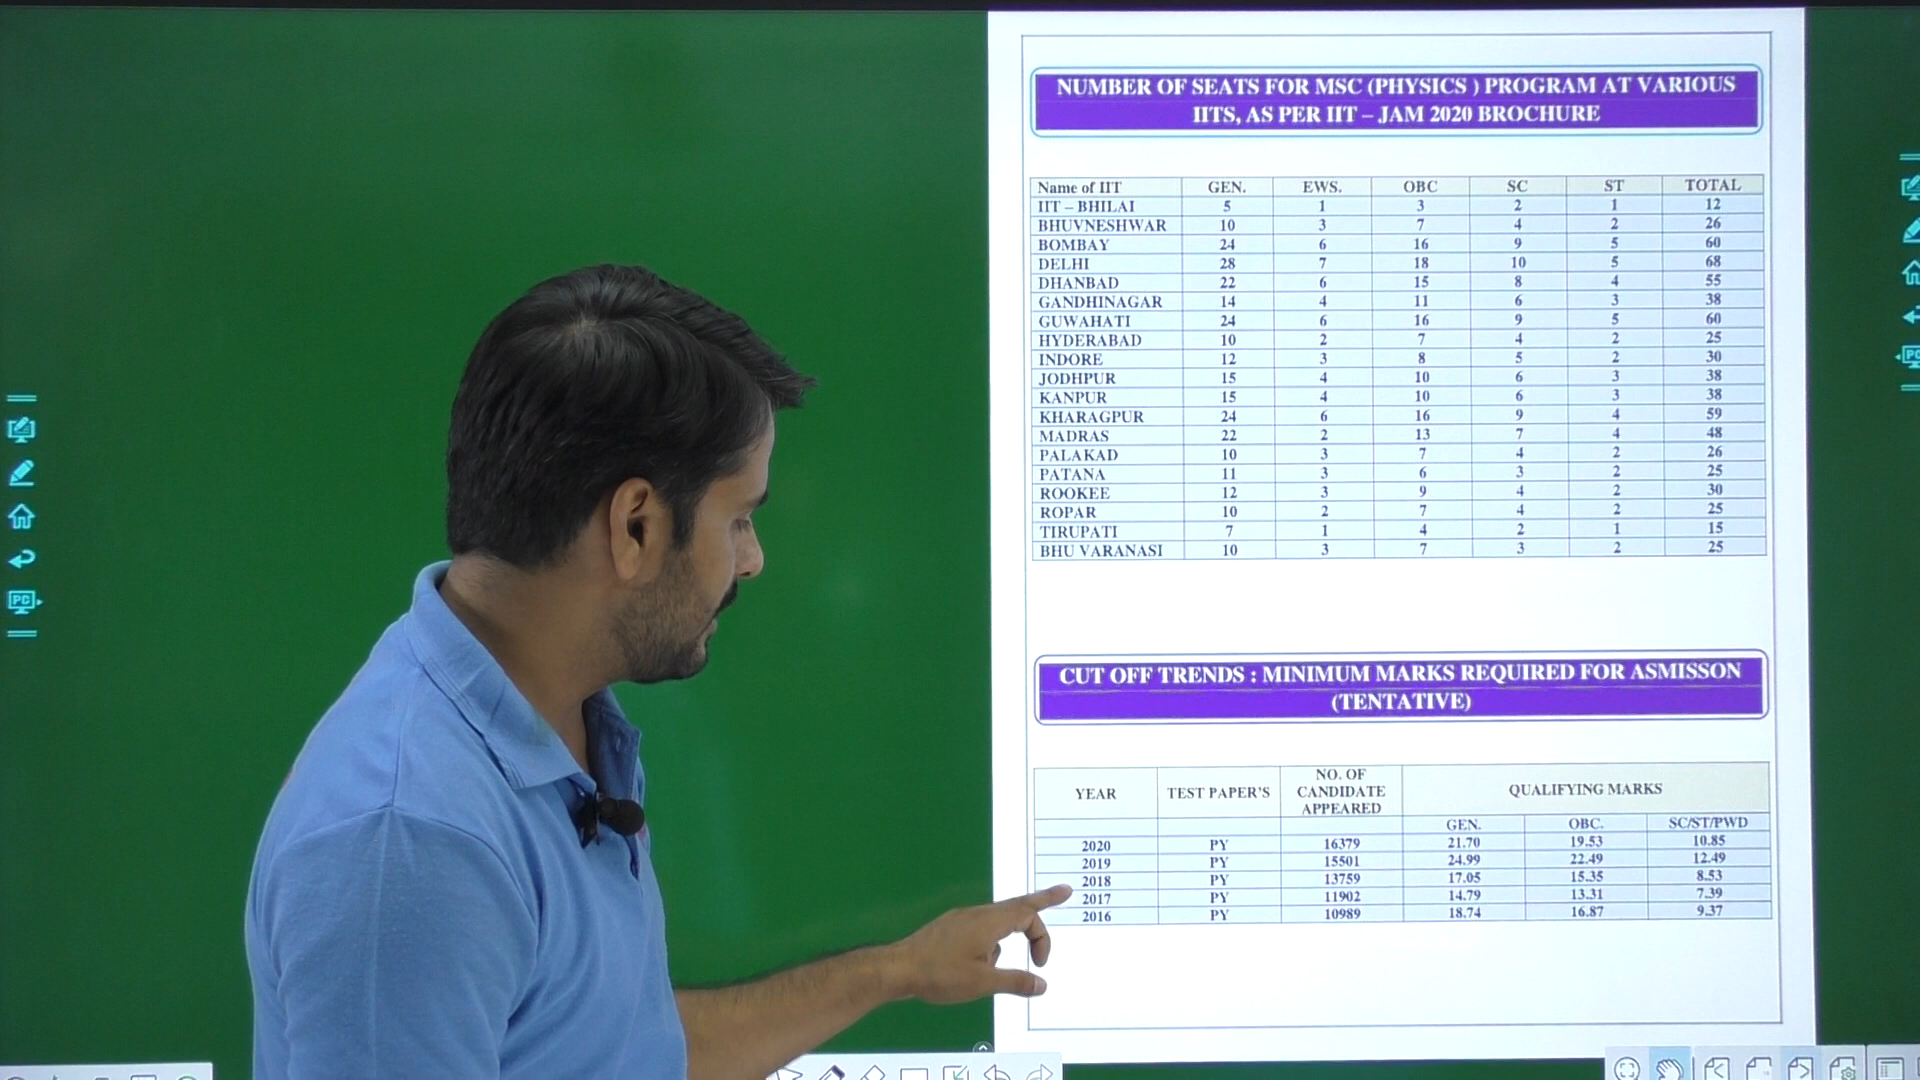 NUMBER OF SEATS FOR MSC (PHYSICS ) PROGRAM AT VARIOUS
IITS, AS PER IIT – JAM 2020 BROCHURE
Name of IIT GEN. EWS. OBC SC ST TOTAL
IIT – BHILAI 5 1 3 2 1 12
BHUVNESHWAR 10 3 7 4 2 26
BOMBAY 24 6 16 9 5 60
DELHI 28 7 18 10 5 68
DHANBAD 22 6 15 8 4 55
GANDHINAGAR 14 4 11 6 3 38
GUWAHATI 24 6 16 9 5 60
HYDERABAD 10 2 7 4 2 25
INDORE 12 3 8 5 2 30
JODHPUR 15 4 10 6 3 38
KANPUR 15 4 10 6 3 38
KHARAGPUR 24 6 16 9 4 59
MADRAS 22 2 13 7 4 48
PALAKAD 10 3 7 4 2 26
PATANA 11 3 6 3 2 25
ROOKEE 12 3 9 4 2 30
ROPAR 10 2 7 4 2 25
TIRUPATI 7 1 4 2 1 15
BHU VARANASI 10 3 7 3 2 25
CUT OFF TRENDS : MINIMUM MARKS REQUIRED FOR ASMISSON
(TENTATIVE)
YEAR TEST PAPER'S NO. OF CANDIDATE APPEARED QUALIFYING MARKS
GEN. OBC. SC/ST/PWD
2020 PY 16379 21.70 19.53 10.85
2019 PY 15501 24.99 22.49 12.49
2018 PY 13759 17.05 15.35 8.53
2017 PY 11902 14.79 13.31 7.39
2016 PY 10989 18.74 16.87 9.37
PC